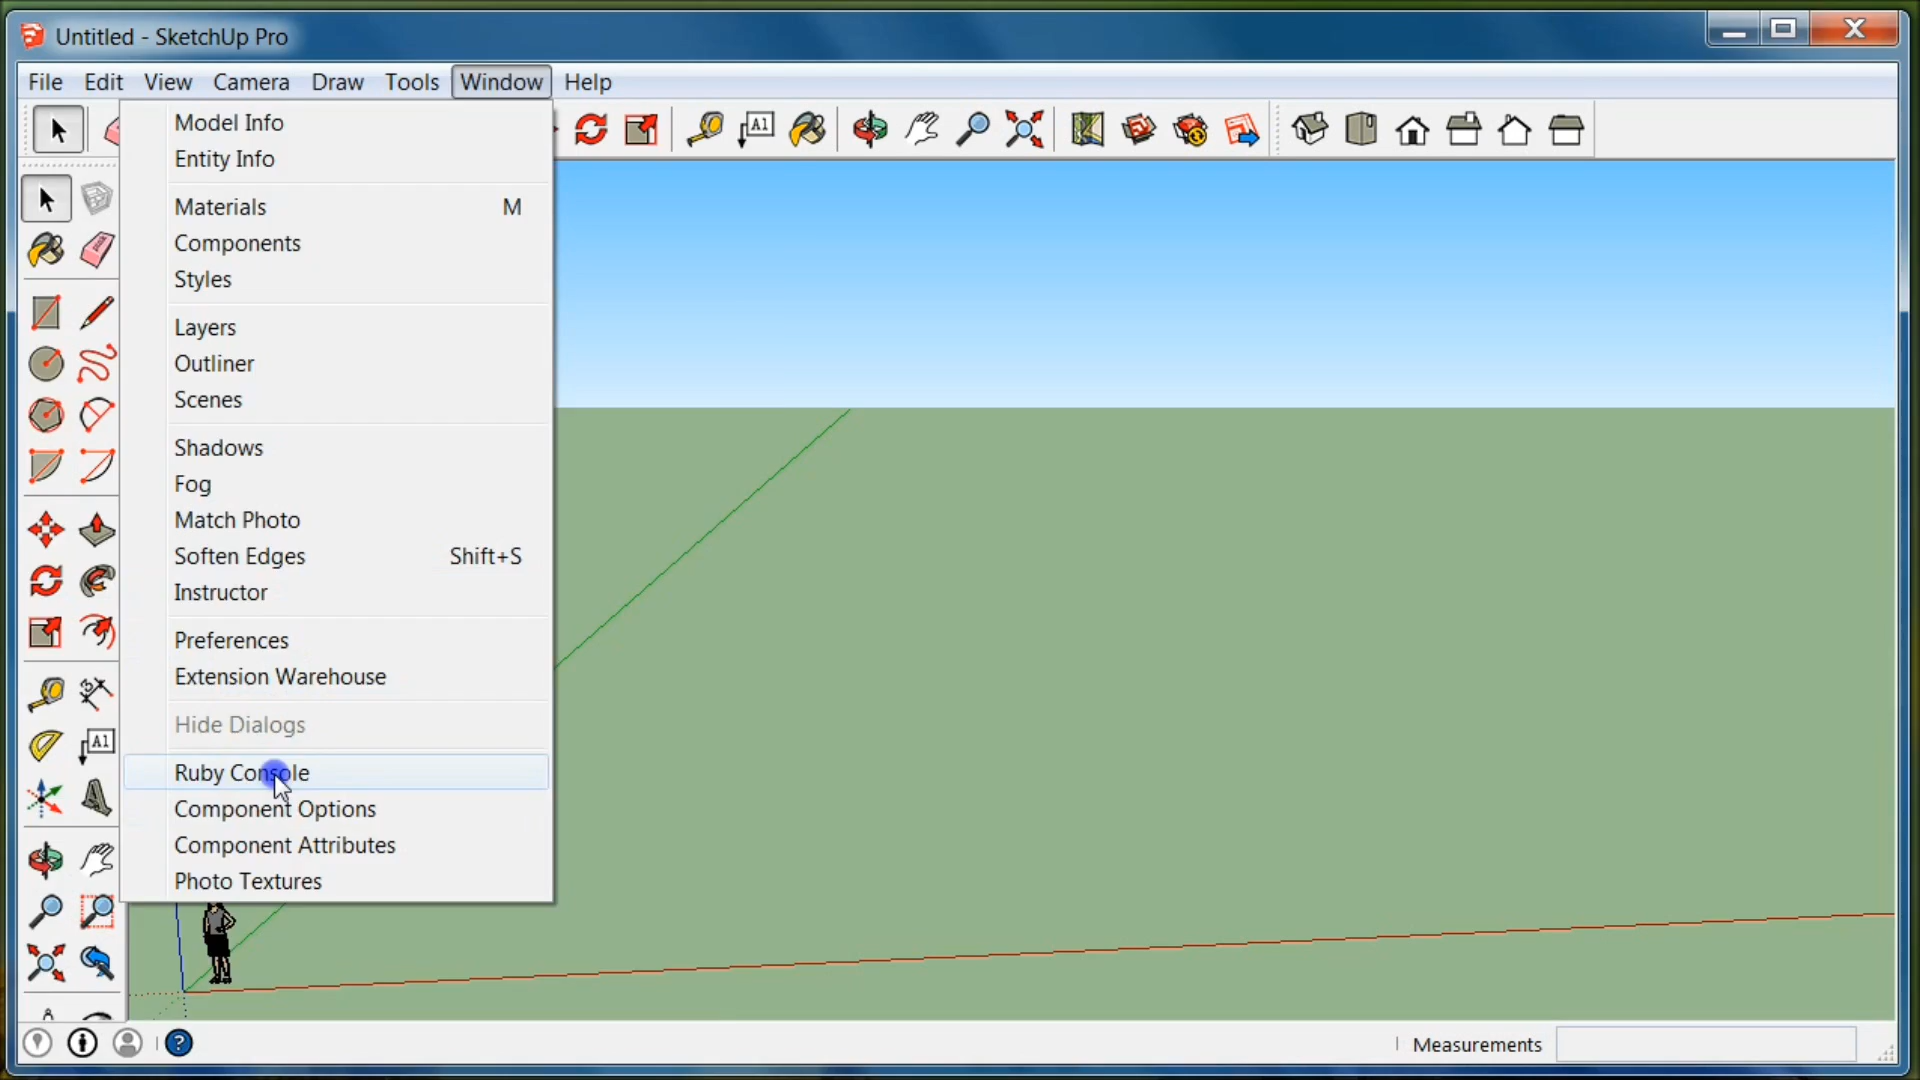 Untitled - SketchUp Pro
File Edit View Camera Draw Tools Window Help
Model Info
Entity Info
Materials M
Components
Styles
Layers
Outliner
Scenes
Shadows
Fog
Match Photo
Soften Edges Shift+S
Instructor
Preferences
Extension Warehouse
Hide Dialogs
Ruby Console
Component Options
Component Attributes
Photo Textures
A1
A1
Measurements